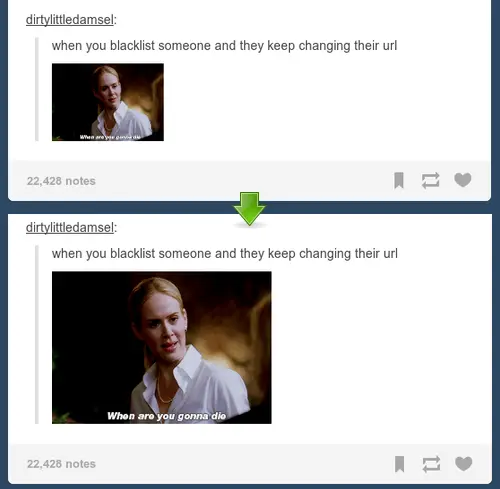 dirtylittledamsel:
when you blacklist someone and they keep changing their url
When are you gonna die
22,428 notes
dirtylittledamsel:
when you blacklist someone and they keep changing their url
When are you gonna die
22,428 notes